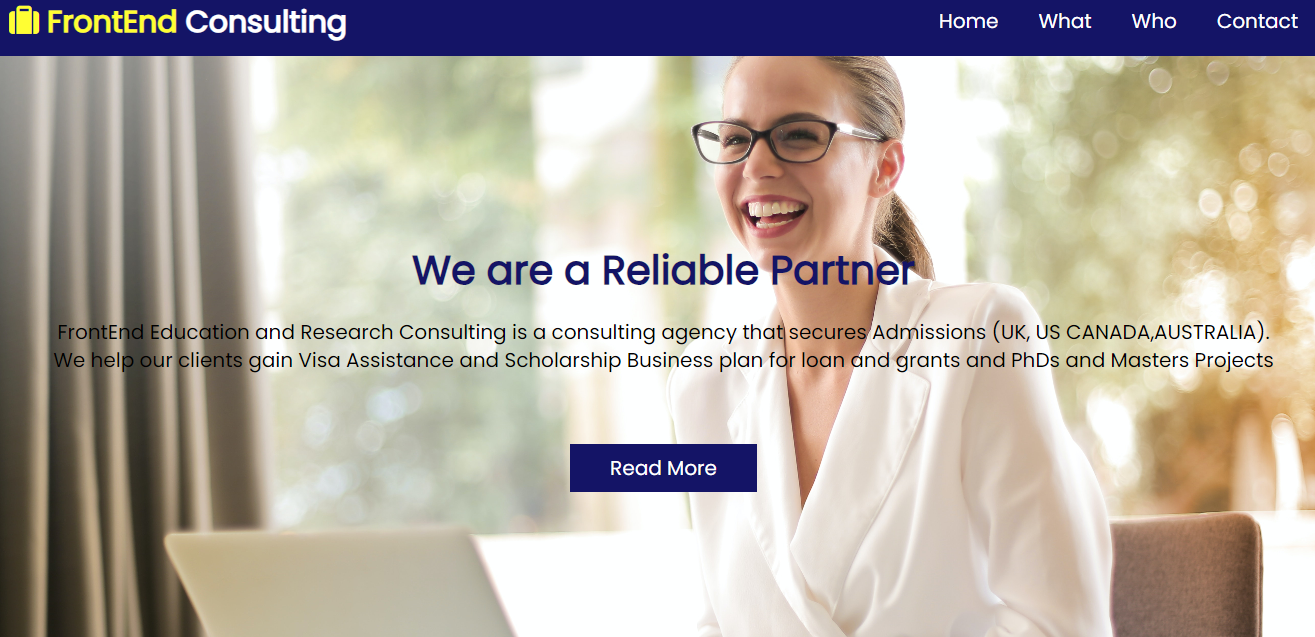 FrontEnd Consulting
Home What Who Contact
We are a Reliable Partner
FrontEnd Education and Research Consulting is a consulting agency that secures Admissions (UK, US CANADA,AUSTRALIA).
We help our clients gain Visa Assistance and Scholarship Business plan for loan and grants and PhDs and Masters Projects
Read More